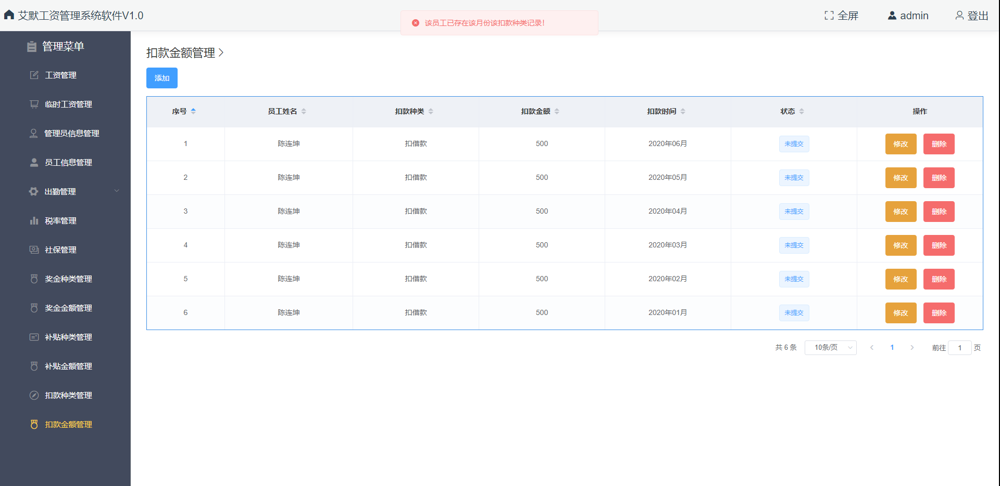 艾默工资管理系统软件V1.0
该员工已存在该月份该扣款种类记录!
全屏
admin
登出
管理菜单
工资管理
临时工资管理
管理员信息管理
员工信息管理
出勤管理
税率管理
社保管理
奖金种类管理
奖金金额管理
补贴种类管理
补贴金额管理
扣款种类管理
扣款金额管理
扣款金额管理
添加
序号 员工姓名 扣款种类 扣款金额 扣款时间 状态 操作
1 陈连坤 扣借款 500 2020年06月 未提交 修改 删除
2 陈连坤 扣借款 500 2020年05月 未提交 修改 删除
3 陈连坤 扣借款 500 2020年04月 未提交 修改 删除
4 陈连坤 扣借款 500 2020年03月 未提交 修改 删除
5 陈连坤 扣借款 500 2020年02月 未提交 修改 删除
6 陈连坤 扣借款 500 2020年01月 未提交 修改 删除
共 6 条 10条/页 1 前往 1 页